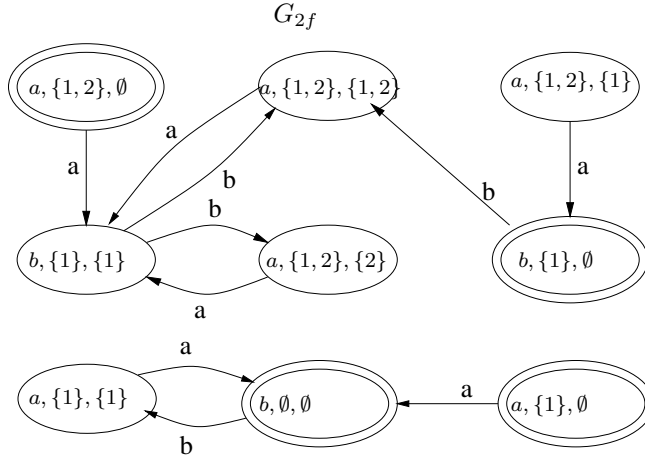 G_{2f}
a, {1, 2}, ∅
a, {1, 2}, {1, 2}
a, {1, 2}, {1}
a
a
b
b
a
b
b, {1}, {1}
a, {1, 2}, {2}
b, {1}, ∅
a
a
a, {1}, {1}
b, ∅, ∅
a
a, {1}, ∅
b